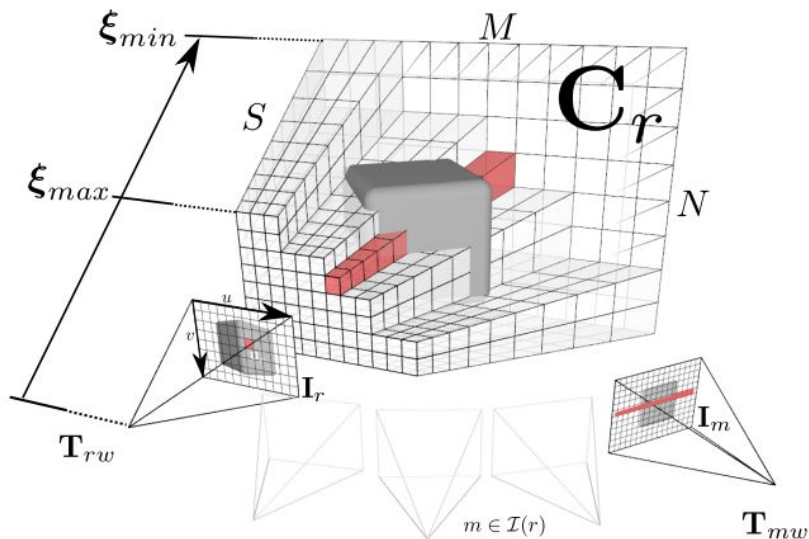 ξ_min
M
C_r
S
ξ_max
N
u
v
I_r
I_m
T_rw
m ∈ I(r)
T_mw